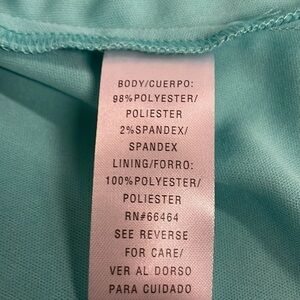 BODY/CUERPO:
98%POLYESTER/
POLIESTER
2%SPANDEX/
SPANDEX
LINING/FORRO:
100%POLYESTER/
POLIESTER
RN#66464
SEE REVERSE
FOR CARE/
VER AL DORSO
PARA CUIDADO